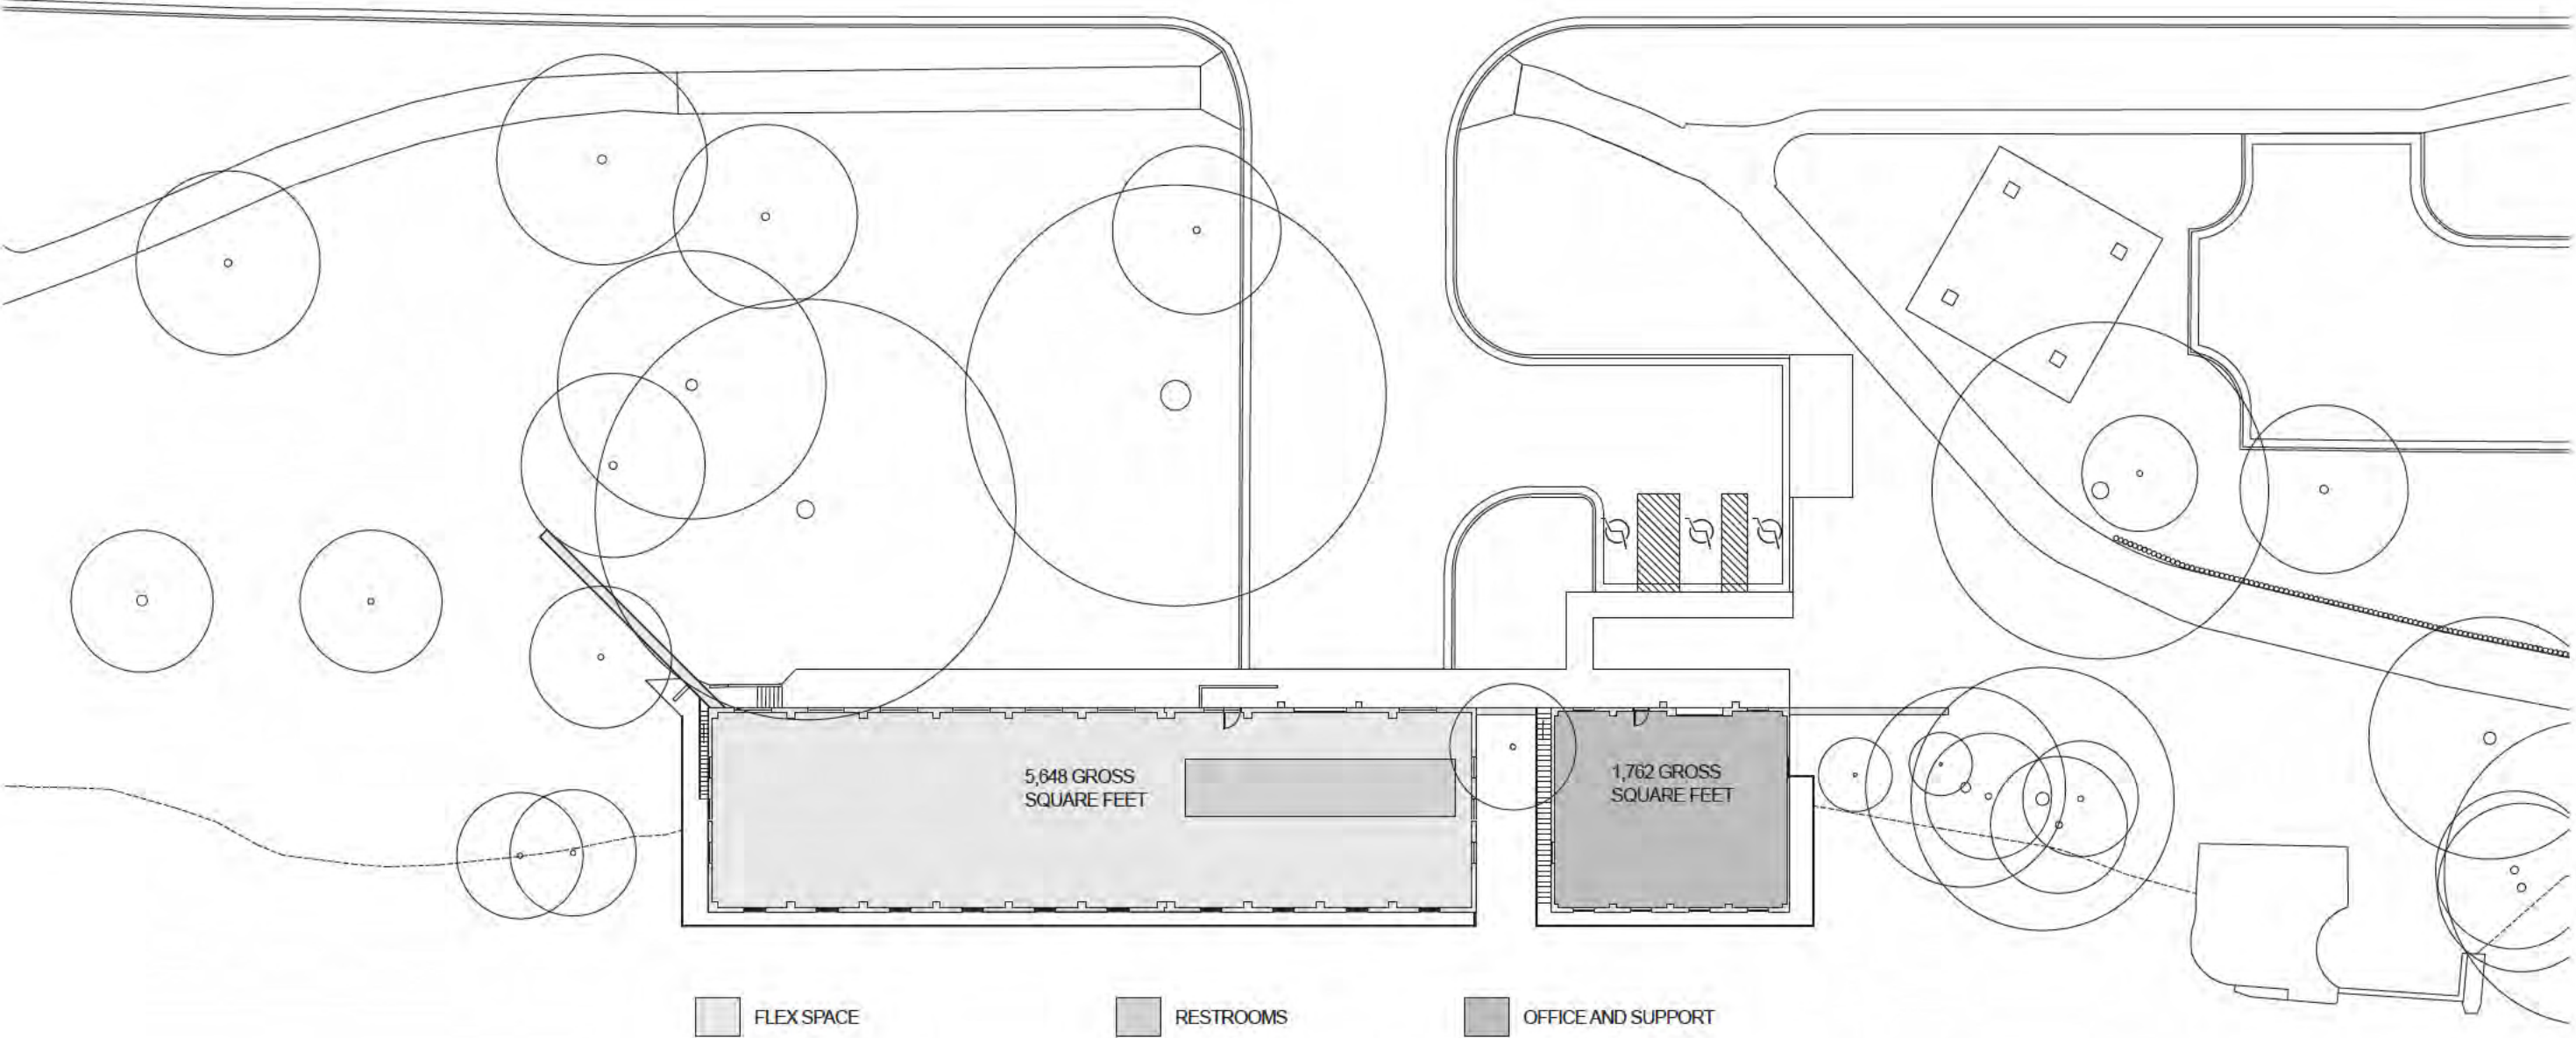 5,648 GROSS
SQUARE FEET
1,762 GROSS
SQUARE FEET
FLEX SPACE
RESTROOMS
OFFICE AND SUPPORT